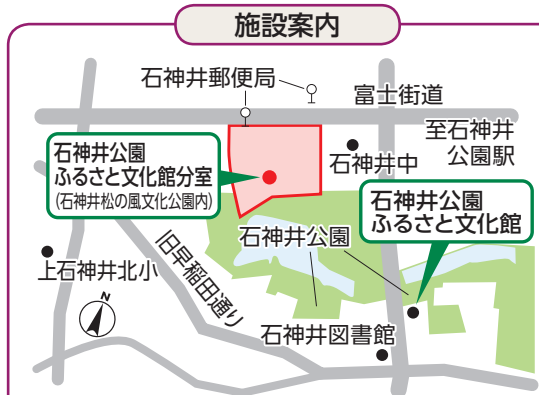 施設案内
石神井郵便局
富士街道
至石神井
公園駅
石神井公園
ふるさと文化館分室
(石神井松の風文化公園内)
石神井中
石神井公園
ふるさと文化館
石神井公園
上石神井北小
旧早稲田通り
N
石神井図書館